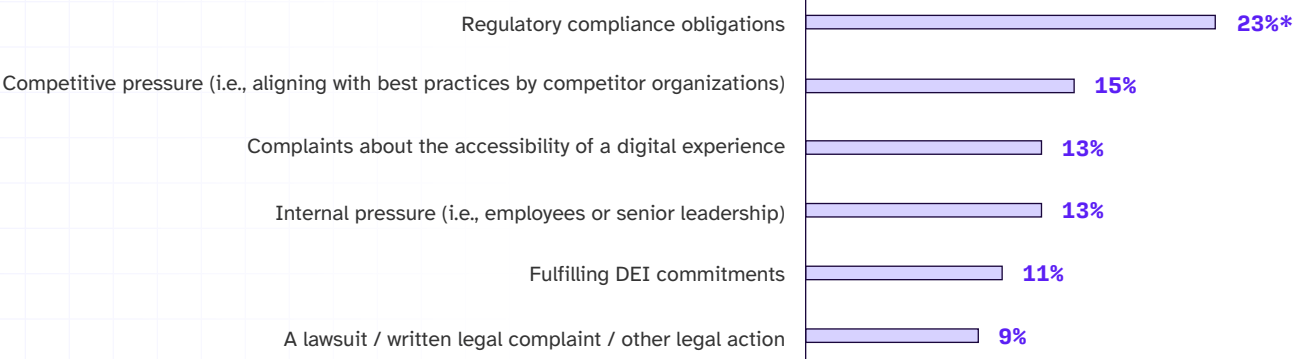 Regulatory compliance obligations 23%*
Competitive pressure (i.e., aligning with best practices by competitor organizations) 15%
Complaints about the accessibility of a digital experience 13%
Internal pressure (i.e., employees or senior leadership) 13%
Fulfilling DEI commitments 11%
A lawsuit / written legal complaint / other legal action 9%